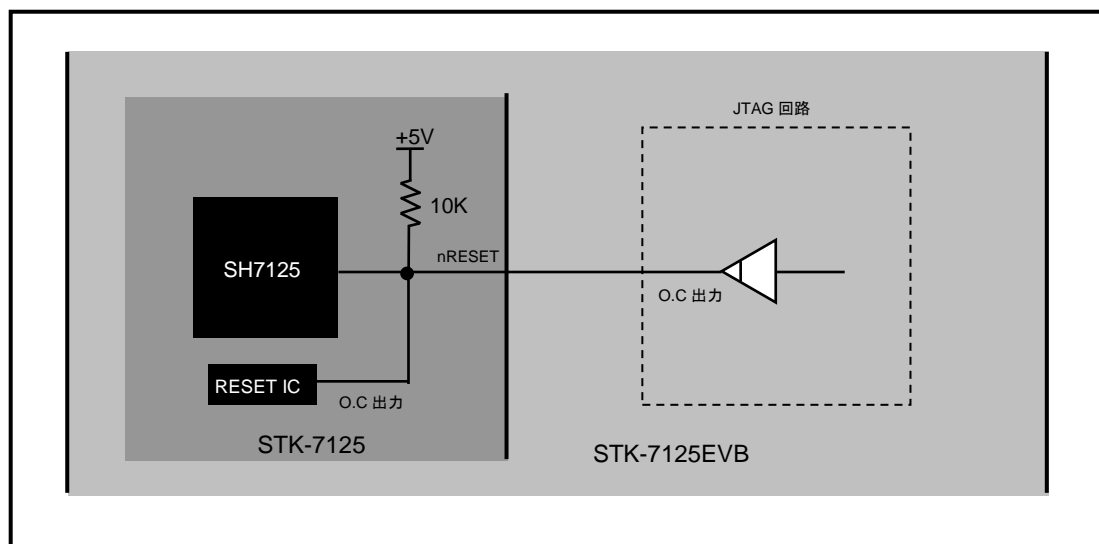 JTAG 回路
+5V
10K
nRESET
SH7125
O.C 出力
RESET IC
O.C 出力
STK-7125
STK-7125EVB